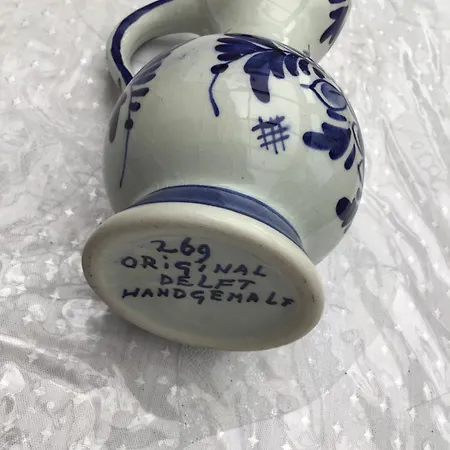 269
ORiGiNAL
DELFT
HANDGEMALT